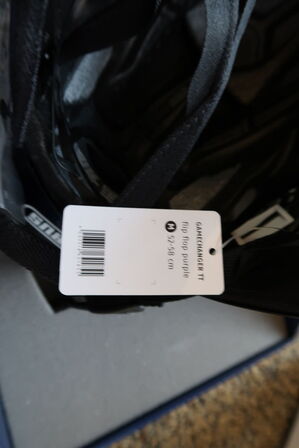 GAMECHANGER TT
flip flop purple
M 52-58 cm